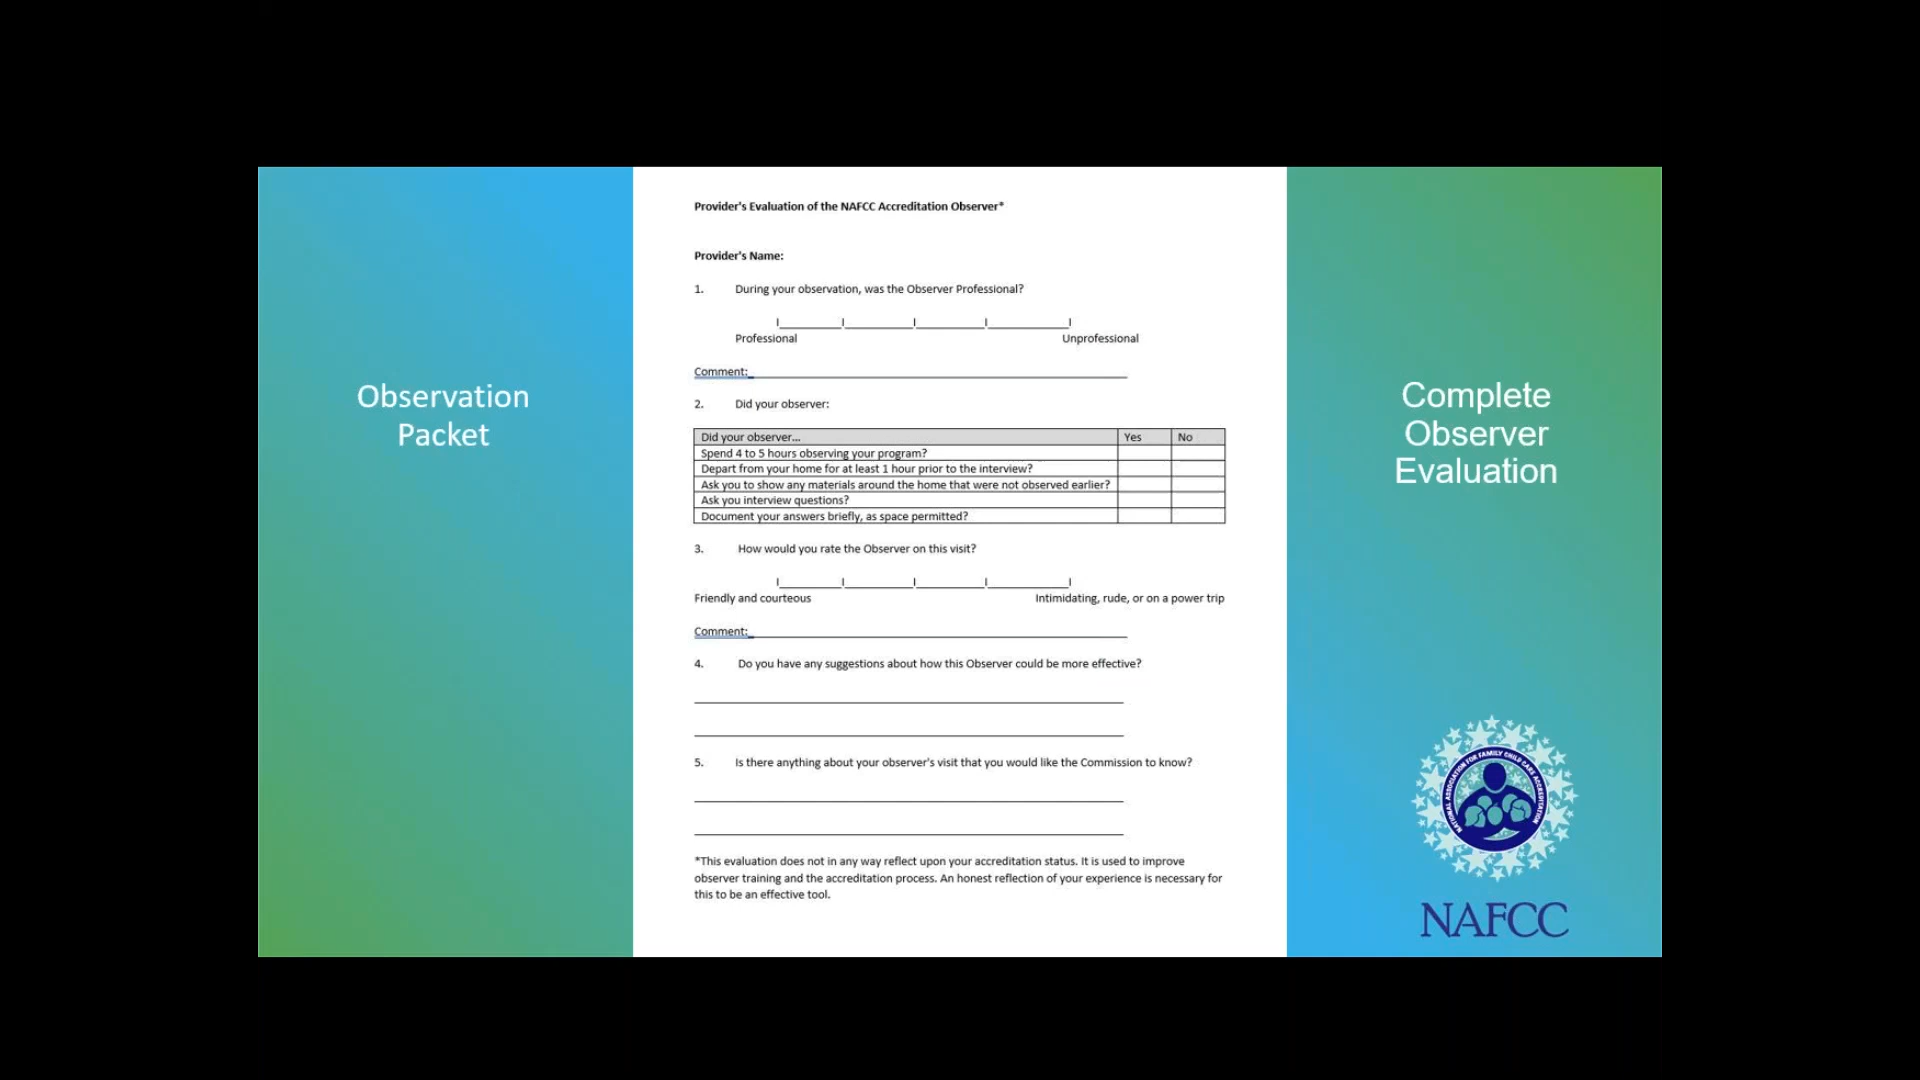 Observation
Packet
Provider's Evaluation of the NAFCC Accreditation Observer*
Provider's Name:
1. During your observation, was the Observer Professional?
Professional Unprofessional
Comment:
2. Did your observer:
Did your observer... Yes No
Spend 4 to 5 hours observing your program?
Depart from your home for at least 1 hour prior to the interview?
Ask you to show any materials around the home that were not observed earlier?
Ask you interview questions?
Document your answers briefly, as space permitted?
3. How would you rate the Observer on this visit?
Friendly and courteous Intimidating, rude, or on a power trip
Comment:
4. Do you have any suggestions about how this Observer could be more effective?
5. Is there anything about your observer's visit that you would like the Commission to know?
*This evaluation does not in any way reflect upon your accreditation status. It is used to improve
observer training and the accreditation process. An honest reflection of your experience is necessary for
this to be an effective tool.
Complete
Observer
Evaluation
NATIONAL ASSOCIATION FOR FAMILY CHILD CARE ACCREDITATION
NAFCC